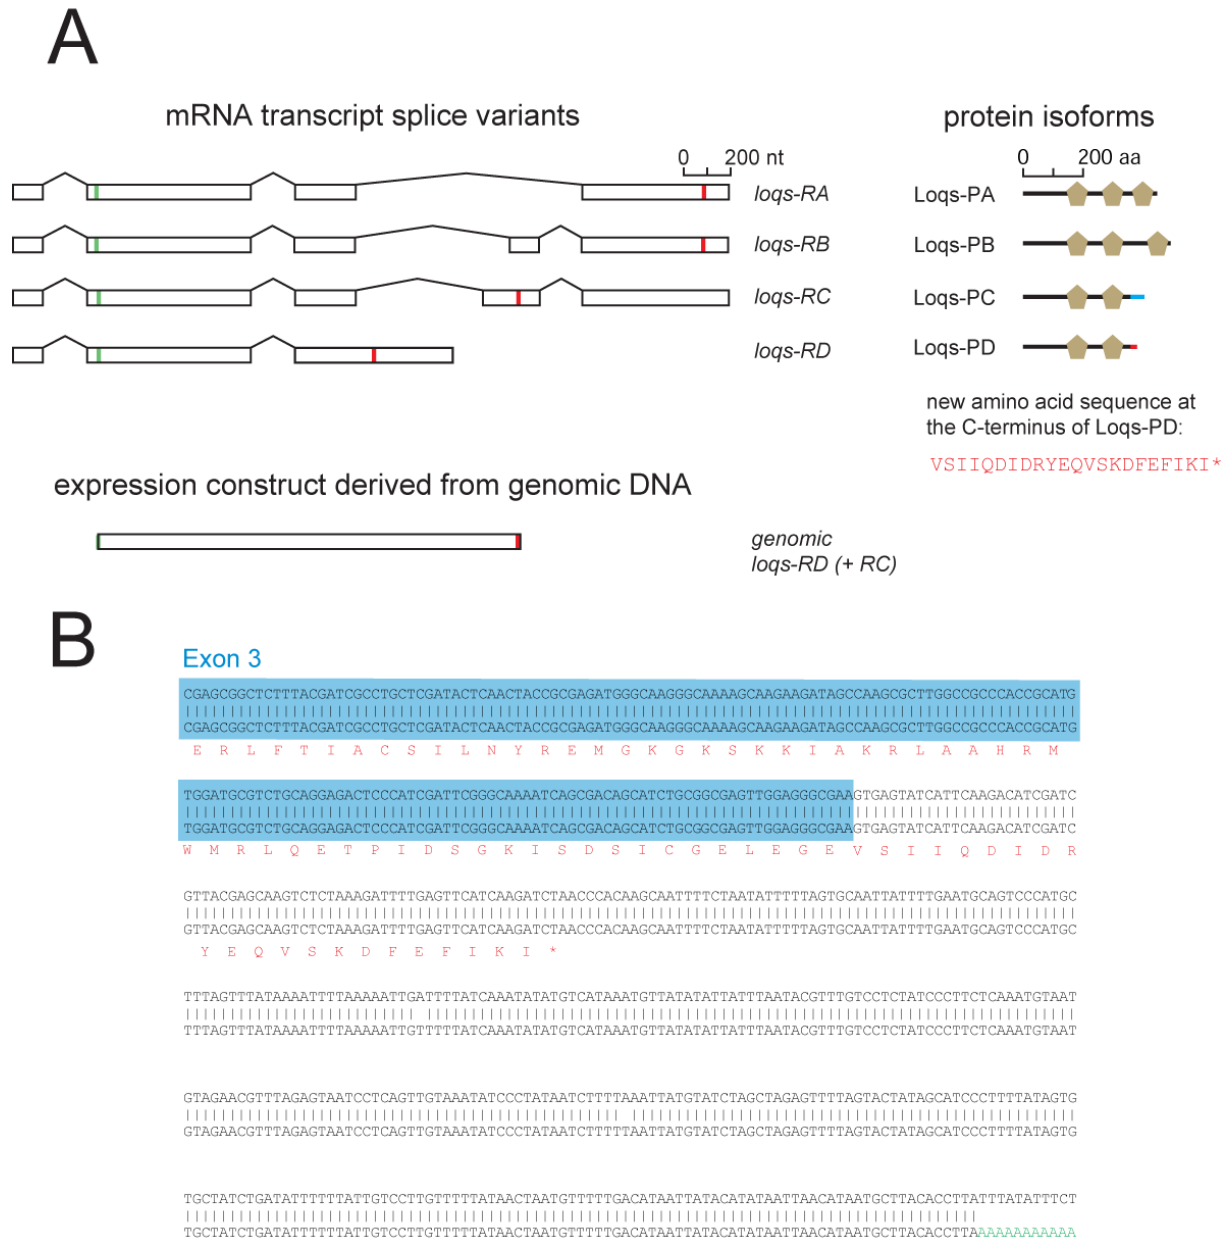 A
mRNA transcript splice variants
0 200 nt
loqs-RA
loqs-RB
loqs-RC
loqs-RD
protein isoforms
0 200 aa
Loqs-PA
Loqs-PB
Loqs-PC
Loqs-PD
new amino acid sequence at
the C-terminus of Loqs-PD:
VSIIQDIDRYEQVSKDFEFIKI*
expression construct derived from genomic DNA
genomic
loqs-RD (+ RC)
B
Exon 3
CGAGCGGCTCTTTACGATCGCCTGCTCGATACTCAACTACCGCGAGATGGGCAAGGGCAAAAGCAAGAAGATAGCCAAGCGCTTGGCCGCCCACCGCATG
CGAGCGGCTCTTTACGATCGCCTGCTCGATACTCAACTACCGCGAGATGGGCAAGGGCAAAAGCAAGAAGATAGCCAAGCGCTTGGCCGCCCACCGCATG
E R L F T I A C S I L N Y R E M G K G K S K K I A K R L A A H R M
TGGATGCGTCTGCAGGAGACTCCCATCGATTCGGGCAAAATCAGCGACAGCATCTGCGGCGAGTTGGAGGGCGAAGTGAGTATCATTCAAGACATCGATC
TGGATGCGTCTGCAGGAGACTCCCATCGATTCGGGCAAAATCAGCGACAGCATCTGCGGCGAGTTGGAGGGCGAAGTGAGTATCATTCAAGACATCGATC
W M R L Q E T P I D S G K I S D S I C G E L E G E V S I I Q D I D R
GTTACGAGCAAGTCTCTAAAGATTTTGAGTTCATCAAGATCTAACCCACAAGCAATTTTCTAATATTTTTAGTGCAATTATTTTGAATGCAGTCCCATGC
GTTACGAGCAAGTCTCTAAAGATTTTGAGTTCATCAAGATCTAACCCACAAGCAATTTTCTAATATTTTTAGTGCAATTATTTTGAATGCAGTCCCATGC
Y E Q V S K D F E F I K I *
TTTAGTTTATAAAATTTTAAAAATTGATTTTATCAAATATATGTCATAAATGTTATATATTATTTAATACGTTTGTCCTCTATCCCTTCTCAAATGTAAT
TTTAGTTTATAAAATTTTAAAAATTGTTTTTATCAAATATATGTCATAAATGTTATATATTATTTAATACGTTTGTCCTCTATCCCTTCTCAAATGTAAT
GTAGAACGTTTAGAGTAATCCTCAGTTGTAAATATCCCTATAATCTTTTAAATTATGTATCTAGCTAGAGTTTTAGTACTATAGCATCCCTTTTATAGTG
GTAGAACGTTTAGAGTAATCCTCAGTTGTAAATATCCCTATAATCTTTTTAATTATGTATCTAGCTAGAGTTTTAGTACTATAGCATCCCTTTTATAGTG
TGCTATCTGATATTTTTTATTGTCCTTGTTTTTATAACTAATGTTTTTGACATAATTATACATATAATTAACATAATGCTTACACCTTATTTATATTTCT
TGCTATCTGATATTTTTTATTGTCCTTGTTTTTATAACTAATGTTTTTGACATAATTATACATATAATTAACATAATGCTTACACCTTAAAAAAAAAAAA